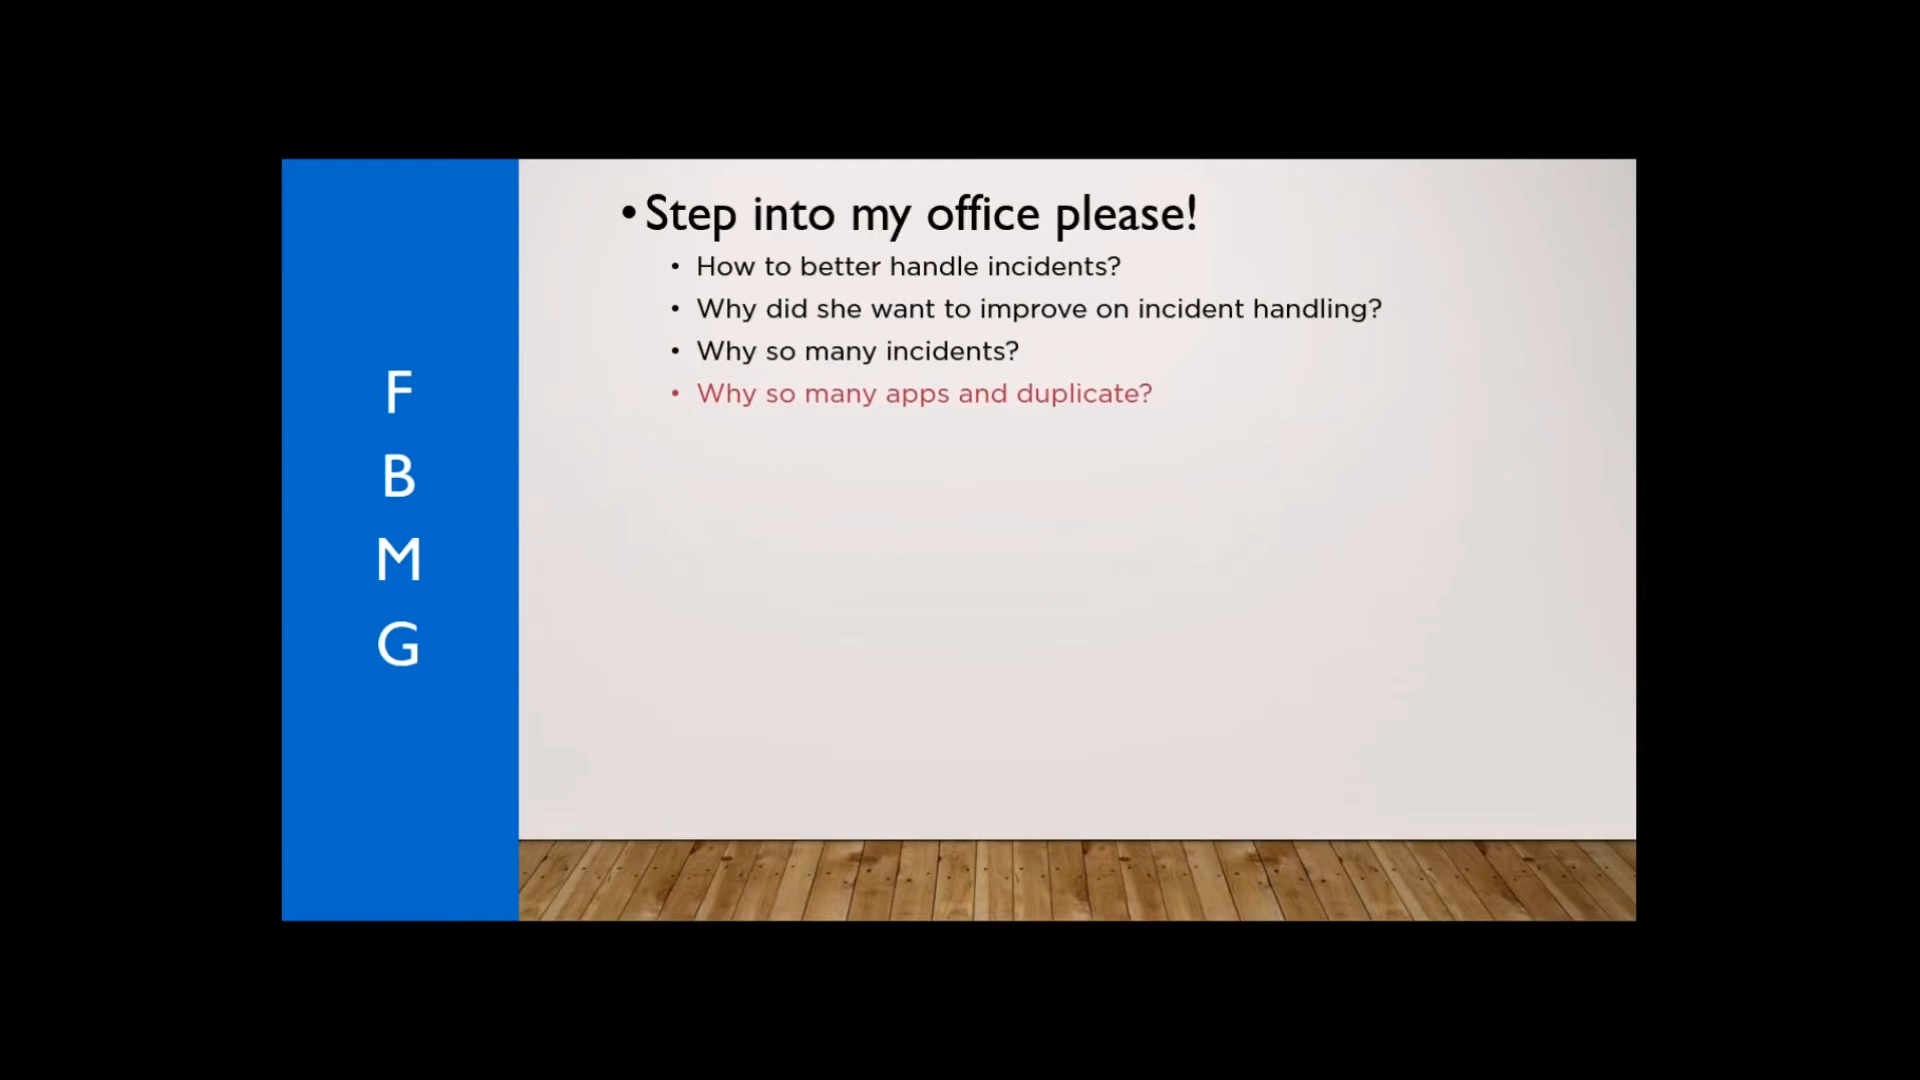 F
B
M
G
• Step into my office please!
• How to better handle incidents?
• Why did she want to improve on incident handling?
• Why so many incidents?
• Why so many apps and duplicate?